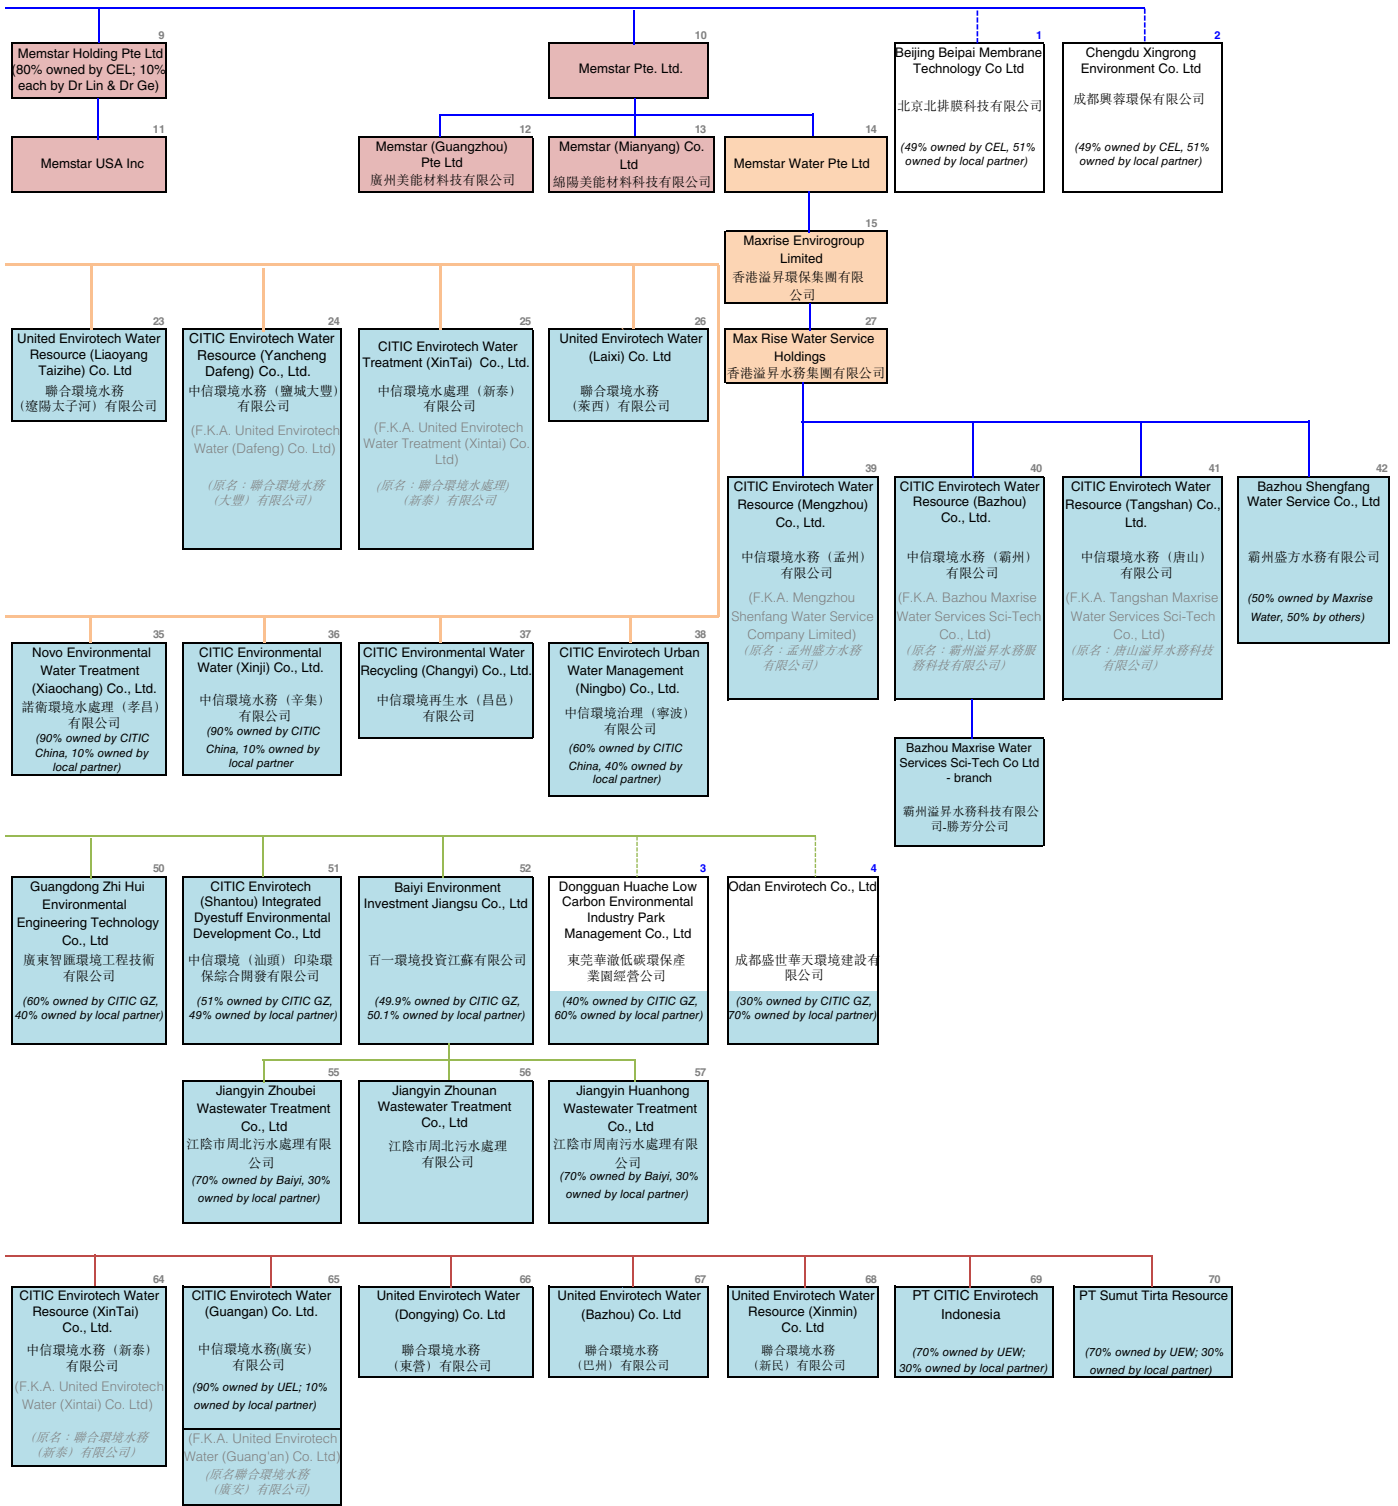 9
Memstar Holding Pte Ltd
(80% owned by CEL; 10%
each by Dr Lin & Dr Ge)
10
Memstar Pte. Ltd.
1
Beijing Beipai Membrane
Technology Co Ltd
北京北排膜科技有限公司
(49% owned by CEL, 51%
owned by local partner)
2
Chengdu Xingrong
Environment Co. Ltd
成都興蓉環保有限公司
(49% owned by CEL, 51%
owned by local partner)
11
Memstar USA Inc
12
Memstar (Guangzhou)
Pte Ltd
廣州美能材料技有限公司
13
Memstar (Mianyang) Co.
Ltd
綿陽美能材料科技有限公司
14
Memstar Water Pte Ltd
15
Maxrise Envirogroup
Limited
香港溢昇環保集團有限
公司
23
United Envirotech Water
Resource (Liaoyang
Taizihe) Co. Ltd
聯合環境水務
(遼陽太子河) 有限公司
24
CITIC Envirotech Water
Resource (Yancheng
Dafeng) Co., Ltd.
中信環境水務 (鹽城大豐)
有限公司
(F.K.A. United Envirotech
Water (Dafeng) Co. Ltd)
(原名：聯合環境水務
(大豐) 有限公司)
25
CITIC Envirotech Water
Treatment (XinTai) Co., Ltd.
中信環境水處理 (新泰)
有限公司
(F.K.A. United Envirotech
Water Treatment (Xintai) Co.
Ltd)
(原名：聯合環境水處理)
(新泰) 有限公司
26
United Envirotech Water
(Laixi) Co. Ltd
聯合環境水務
(萊西) 有限公司
27
Max Rise Water Service
Holdings
香港溢昇水務集團有限公司
39
CITIC Envirotech Water
Resource (Mengzhou)
Co., Ltd.
中信環境水務 (孟州)
有限公司
(F.K.A. Mengzhou
Shenfang Water Service
Company Limited)
(原名：孟州盛方水務
有限公司)
40
CITIC Envirotech Water
Resource (Bazhou)
Co., Ltd.
中信環境水務 (霸州)
有限公司
(F.K.A. Bazhou Maxrise
Water Services Sci-Tech
Co., Ltd)
(原名：霸州溢昇水務服
務科技有限公司)
41
CITIC Envirotech Water
Resource (Tangshan) Co.,
Ltd.
中信環境水務 (唐山)
有限公司
(F.K.A. Tangshan Maxrise
Water Services Sci-Tech
Co., Ltd)
(原名：唐山溢昇水務科技
有限公司)
42
Bazhou Shengfang
Water Service Co., Ltd
霸州盛方水務有限公司
(50% owned by Maxrise
Water, 50% by others)
35
Novo Environmental
Water Treatment
(Xiaochang) Co., Ltd.
諾衛環境水處理 (孝昌)
有限公司
(90% owned by CITIC
China, 10% owned by
local partner)
36
CITIC Environmental
Water (Xinji) Co., Ltd.
中信環境水務 (辛集)
有限公司
(90% owned by CITIC
China, 10% owned by
local partner
37
CITIC Environmental Water
Recycling (Changyi) Co., Ltd.
中信環境再生水 (昌邑)
有限公司
38
CITIC Envirotech Urban
Water Management
(Ningbo) Co., Ltd.
中信環境治理 (寧波)
有限公司
(60% owned by CITIC
China, 40% owned by
local partner)
Bazhou Maxrise Water
Services Sci-Tech Co Ltd
- branch
霸州溢昇水務科技有限公
司-勝芳分公司
50
Guangdong Zhi Hui
Environmental
Engineering Technology
Co., Ltd
廣東智匯環境工程技術
有限公司
(60% owned by CITIC GZ,
40% owned by local partner)
51
CITIC Envirotech
(Shantou) Integrated
Dyestuff Environmental
Development Co., Ltd
中信環境 (汕頭) 印染環
保綜合開發有限公司
(51% owned by CITIC GZ,
49% owned by local partner)
52
Baiyi Environment
Investment Jiangsu Co., Ltd
百一環境投資江蘇有限公司
(49.9% owned by CITIC GZ,
50.1% owned by local partner)
3
Dongguan Huache Low
Carbon Environmental
Industry Park
Management Co., Ltd
東莞華澈低碳環保產
業園經營公司
(40% owned by CITIC GZ,
60% owned by local partner)
4
Odan Envirotech Co., Ltd
成都盛世華天環境建設有
限公司
(30% owned by CITIC GZ,
70% owned by local partner)
55
Jiangyin Zhoubei
Wastewater Treatment
Co., Ltd
江陰市周北污水處理有限
公司
(70% owned by Baiyi, 30%
owned by local partner)
56
Jiangyin Zhounan
Wastewater Treatment
Co., Ltd
江陰市周北污水處理
有限公司
57
Jiangyin Huanhong
Wastewater Treatment
Co., Ltd
江陰市周南污水處理有限
公司
(70% owned by Baiyi, 30%
owned by local partner)
64
CITIC Envirotech Water
Resource (XinTai)
Co., Ltd.
中信環境水務 (新泰)
有限公司
(F.K.A. United Envirotech
Water (Xintai) Co. Ltd)
(原名：聯合環境水務
(新泰) 有限公司)
65
CITIC Envirotech Water
(Guangan) Co. Ltd.
中信環境水務(廣安)
有限公司
(90% owned by UEL; 10%
owned by local partner)
(F.K.A. United Envirotech
Water (Guang'an) Co. Ltd)
(原名聯合環境水務
(廣安) 有限公司)
66
United Envirotech Water
(Dongying) Co. Ltd
聯合環境水務
(東營) 有限公司
67
United Envirotech Water
(Bazhou) Co. Ltd
聯合環境水務
(巴州) 有限公司
68
United Envirotech Water
Resource (Xinmin)
Co. Ltd
聯合環境水務
(新民) 有限公司
69
PT CITIC Envirotech
Indonesia
(70% owned by UEW;
30% owned by local partner)
70
PT Sumut Tirta Resource
(70% owned by UEW; 30%
owned by local partner)